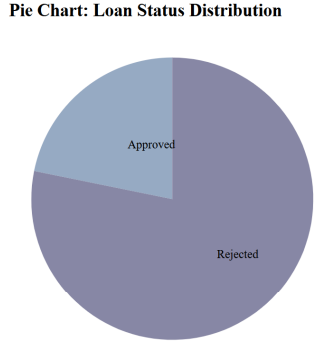 Pie Chart: Loan Status Distribution
Approved
Rejected